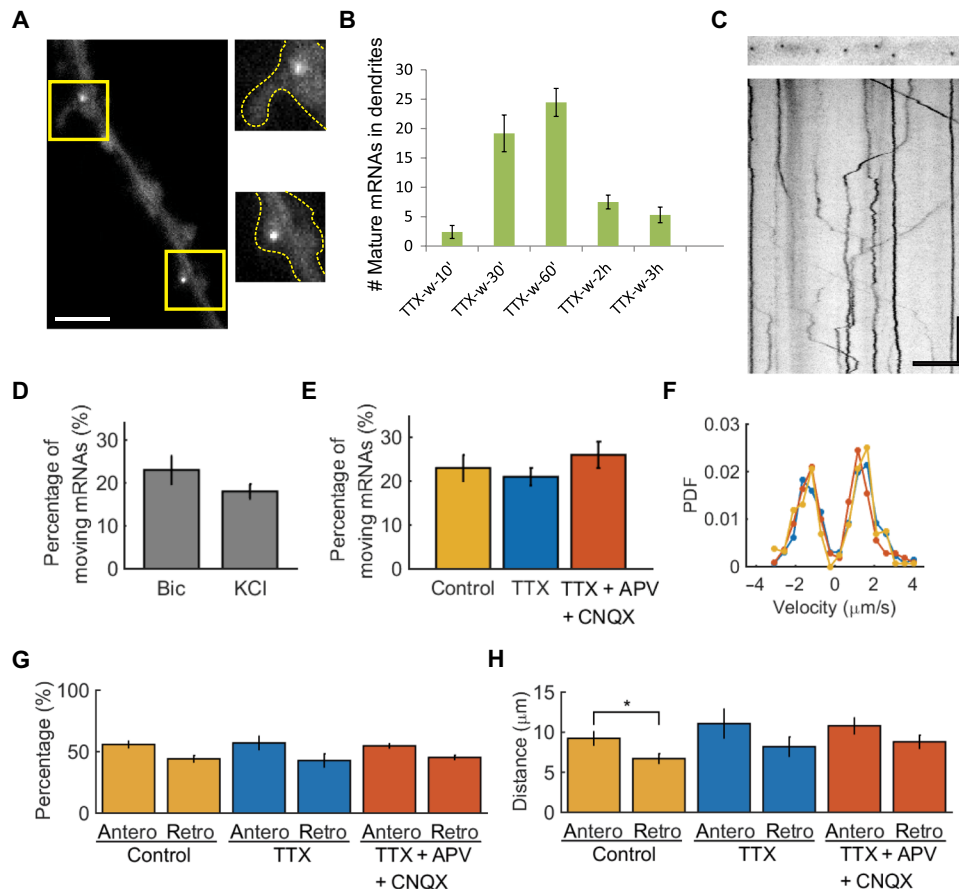 A
B
# Mature mRNAs in dendrites
30
25
20
15
10
5
0
TTX-w-10'
TTX-w-30'
TTX-w-60'
TTX-w-2h
TTX-w-3h
C
D
Percentage of
moving mRNAs (%)
30
20
10
0
Bic
KCl
E
Percentage of
moving mRNAs (%)
30
20
10
0
Control
TTX
TTX + APV
+ CNQX
F
PDF
0.03
0.02
0.01
0
−4
−2
0
2
4
Velocity (μm/s)
G
Percentage (%)
100
50
0
Antero Retro
Control
Antero Retro
TTX
Antero Retro
TTX + APV
+ CNQX
H
Distance (μm)
15
10
5
0
*
Antero Retro
Control
Antero Retro
TTX
Antero Retro
TTX + APV
+ CNQX